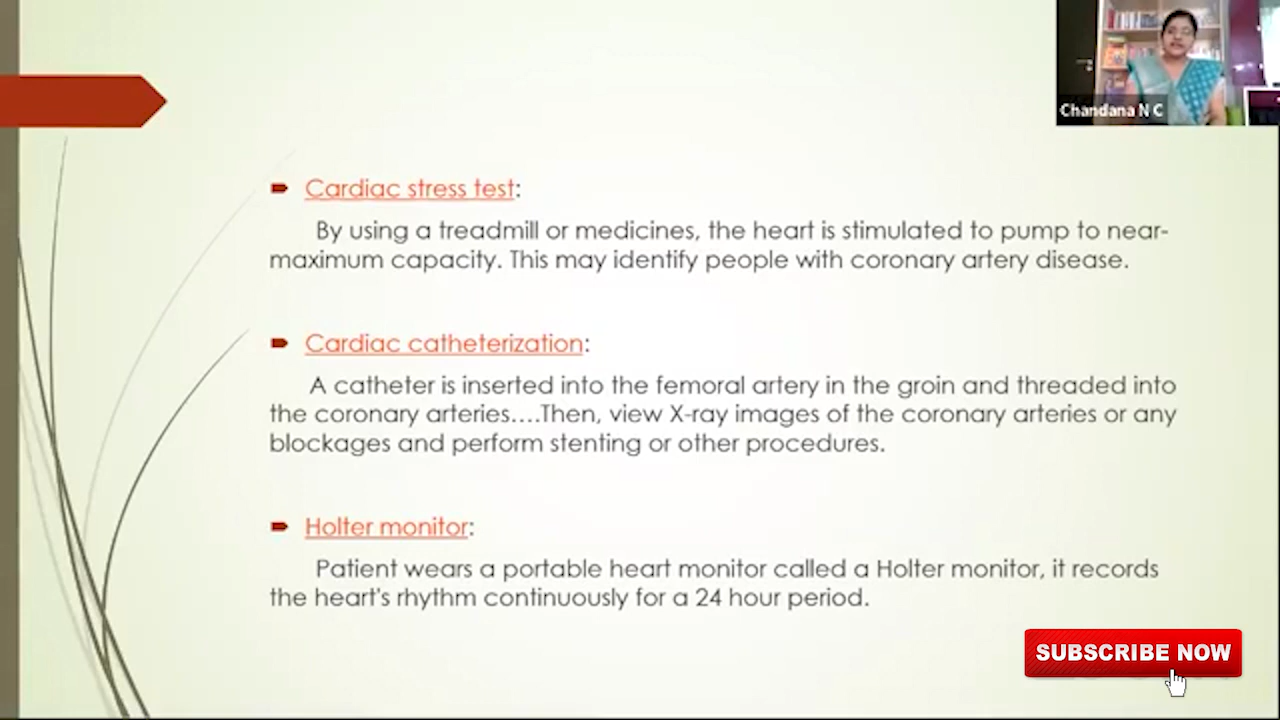 Chandana N C
Cardiac stress test:
By using a treadmill or medicines, the heart is stimulated to pump to near-
maximum capacity. This may identify people with coronary artery disease.
Cardiac catheterization:
A catheter is inserted into the femoral artery in the groin and threaded into
the coronary arteries....Then, view X-ray images of the coronary arteries or any
blockages and perform stenting or other procedures.
Holter monitor:
Patient wears a portable heart monitor called a Holter monitor, it records
the heart's rhythm continuously for a 24 hour period.
SUBSCRIBE NOW